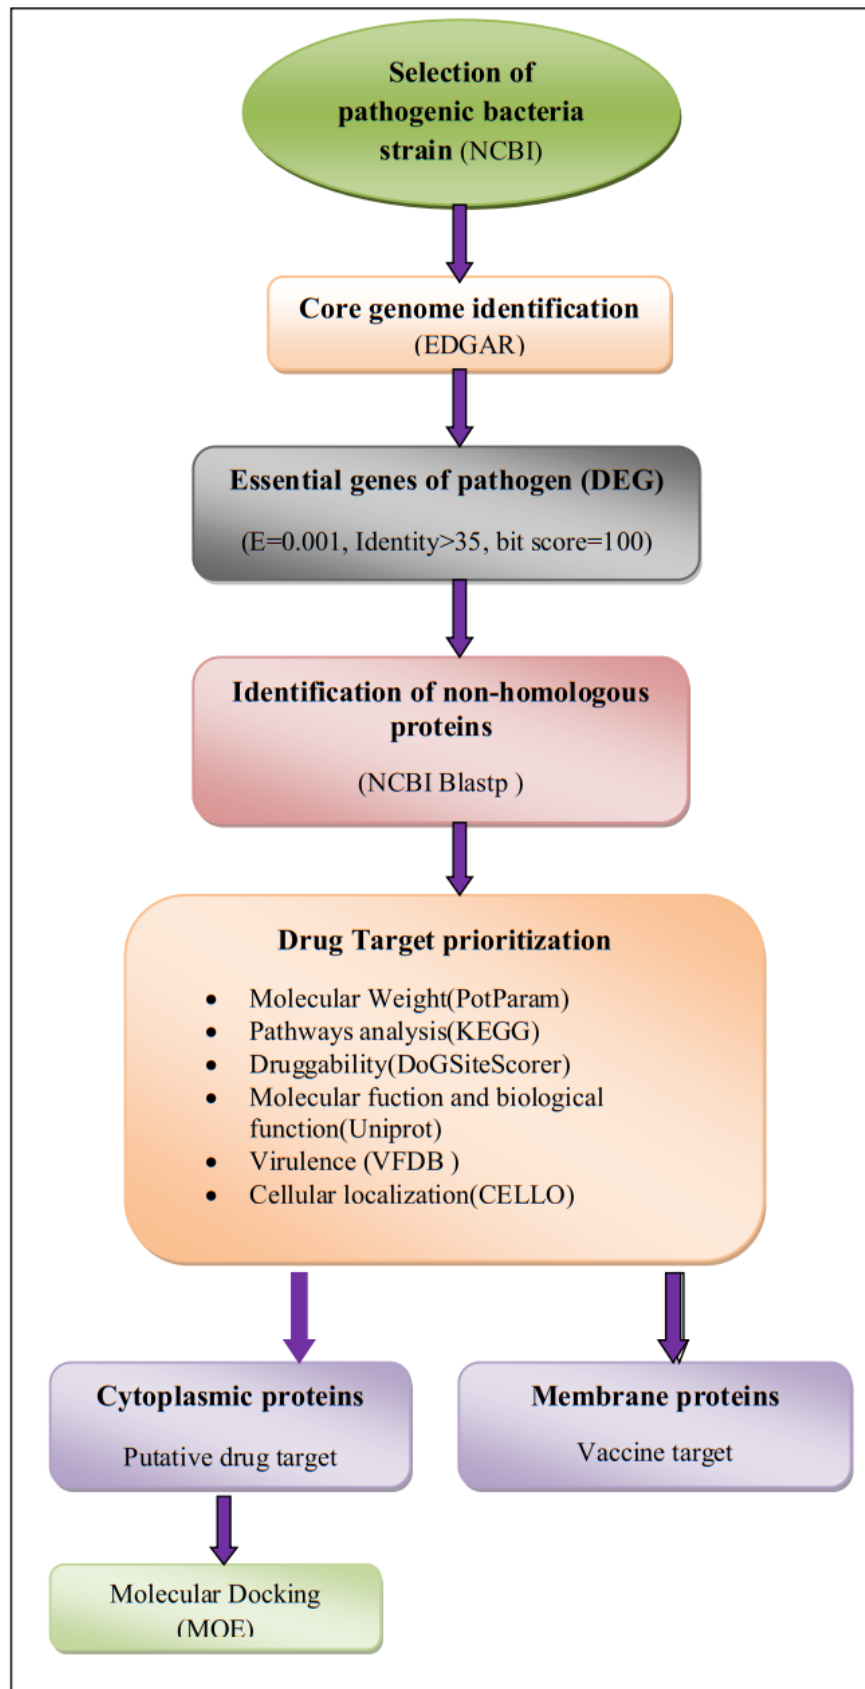 Selection of
pathogenic bacteria
strain (NCBI)
Core genome identification
(EDGAR)
Essential genes of pathogen (DEG)
(E=0.001, Identity>35, bit score=100)
Identification of non-homologous
proteins
(NCBI Blastp )
Drug Target prioritization
• Molecular Weight(PotParam)
• Pathways analysis(KEGG)
• Druggability(DoGSiteScorer)
• Molecular fuction and biological
function(Uniprot)
• Virulence (VFDB )
• Cellular localization(CELLO)
Cytoplasmic proteins
Putative drug target
Membrane proteins
Vaccine target
Molecular Docking
(MOE)